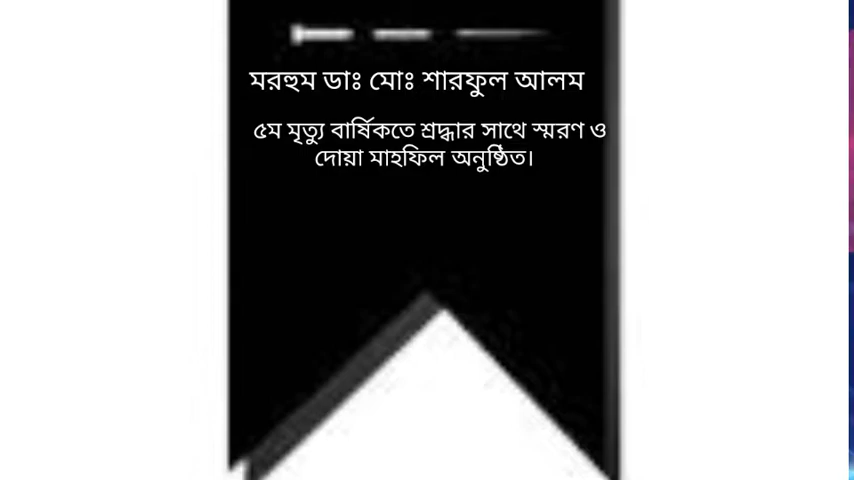 মরহুম ডাঃ মোঃ শারফুল আলম
৫ম মৃত্যু বার্ষিকতে শ্রদ্ধার সাথে স্মরণ ও
দোয়া মাহফিল অনুষ্ঠিত।